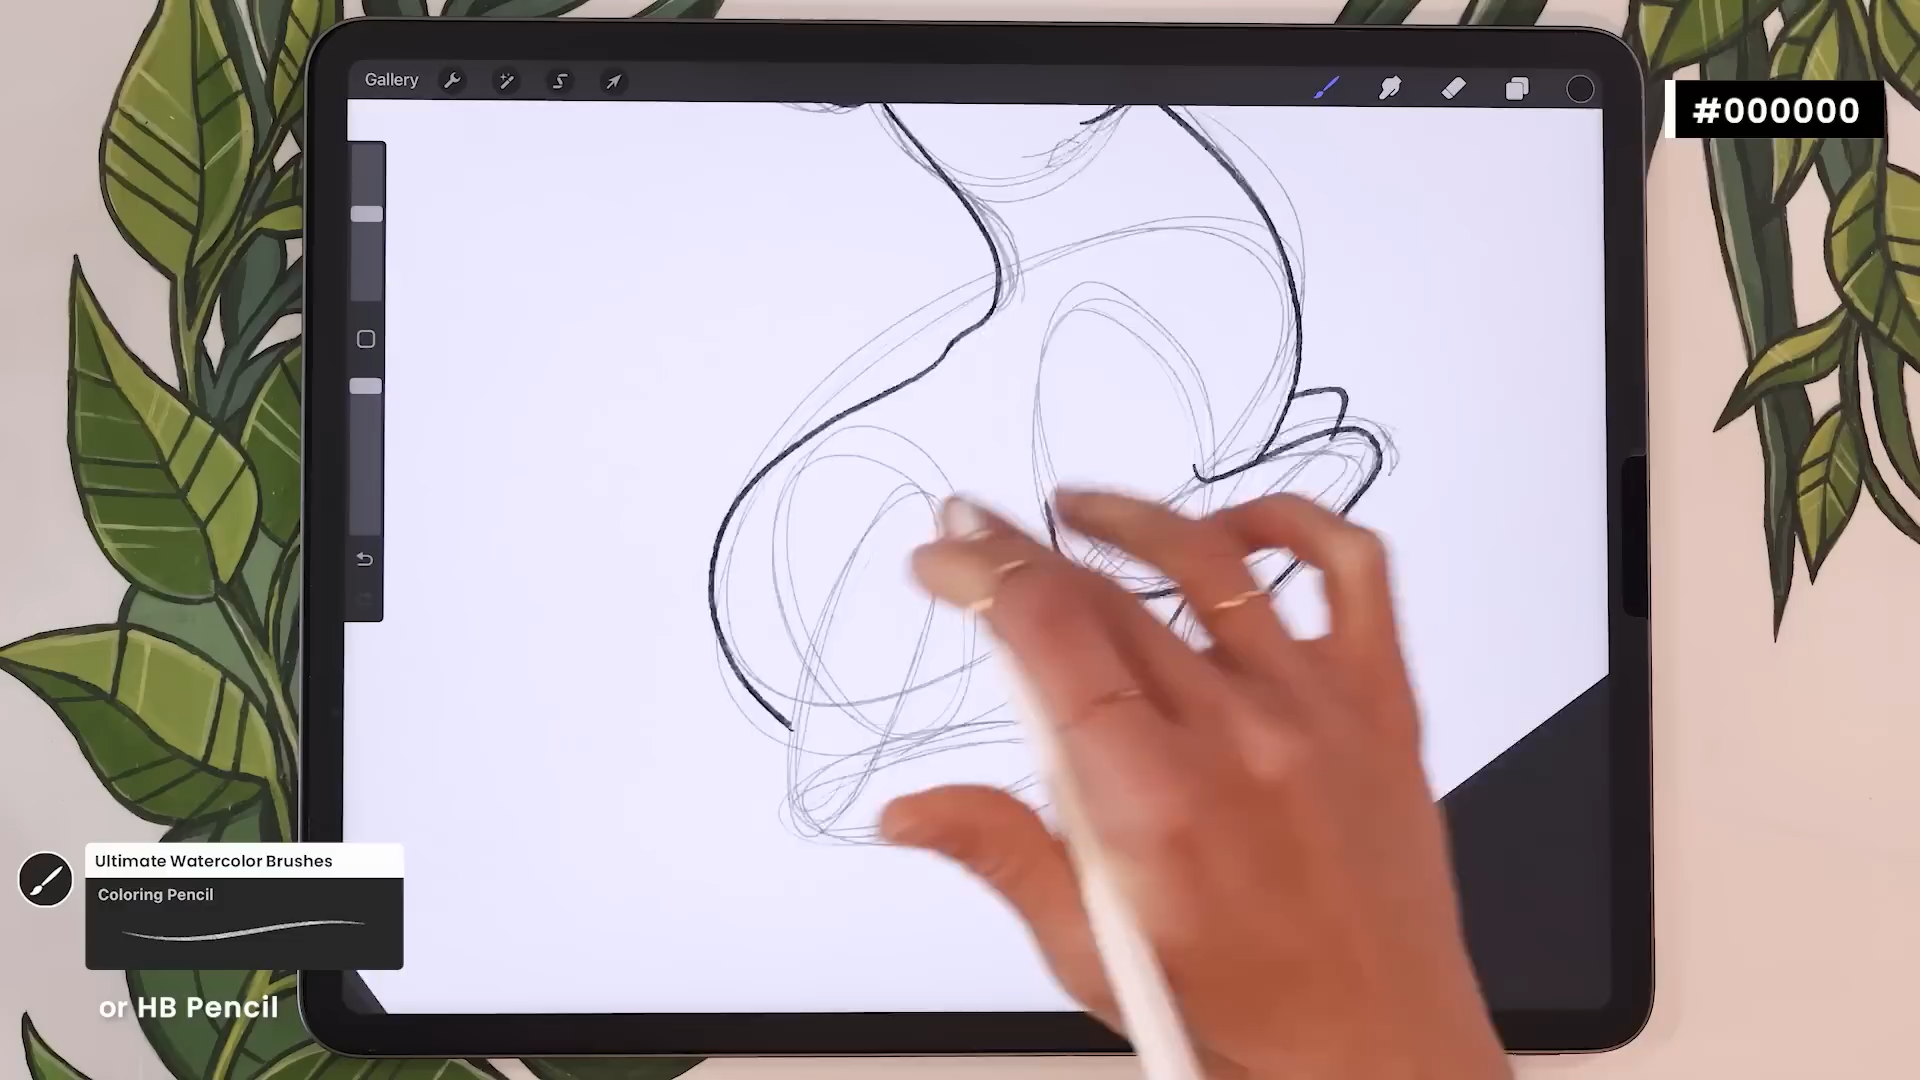 Gallery
#000000
Ultimate Watercolor Brushes
Coloring Pencil
or HB Pencil